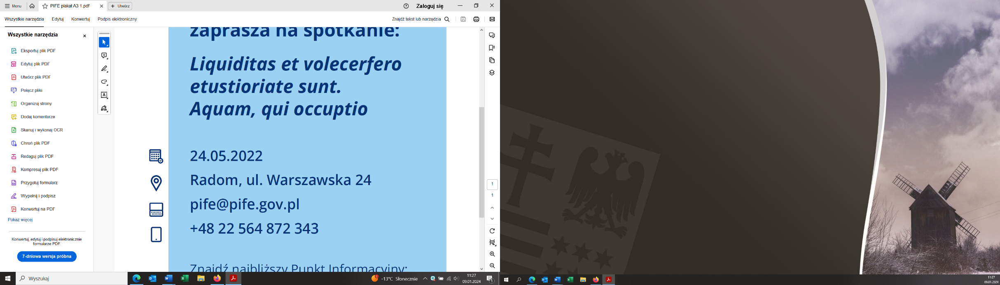 Menu
PIFE plakat A3 1.pdf
Utwórz
Zaloguj się
Wszystkie narzędzia
Edytuj
Konwertuj
Podpis elektroniczny
Znajdź tekst lub narzędzia
Wszystkie narzędzia
Eksportuj plik PDF
Edytuj plik PDF
Utwórz plik PDF
Połącz pliki
Organizuj strony
Dodaj komentarze
Skanuj i wykonaj OCR
Chroń plik PDF
Redaguj plik PDF
Kompresuj plik PDF
Przygotuj formularz
Wypełnij i podpisz
Konwertuj na PDF
Pokaż więcej
Konwertuj, edytuj i podpisuj elektronicznie
formularze PDF.
7-dniowa wersja próbna
zaprasza na spotkanie:
Liquiditas et volecerfero
etustioriate sunt.
Aquam, qui occuptio
24.05.2022
Radom, ul. Warszawska 24
pife@pife.gov.pl
+48 22 564 872 343
Znajdź najbliższy Punkt Informacyjny:
1
1
Wyszukaj
-13°C Słonecznie
11:27
09.01.2024
1
11:27
09.01.2024